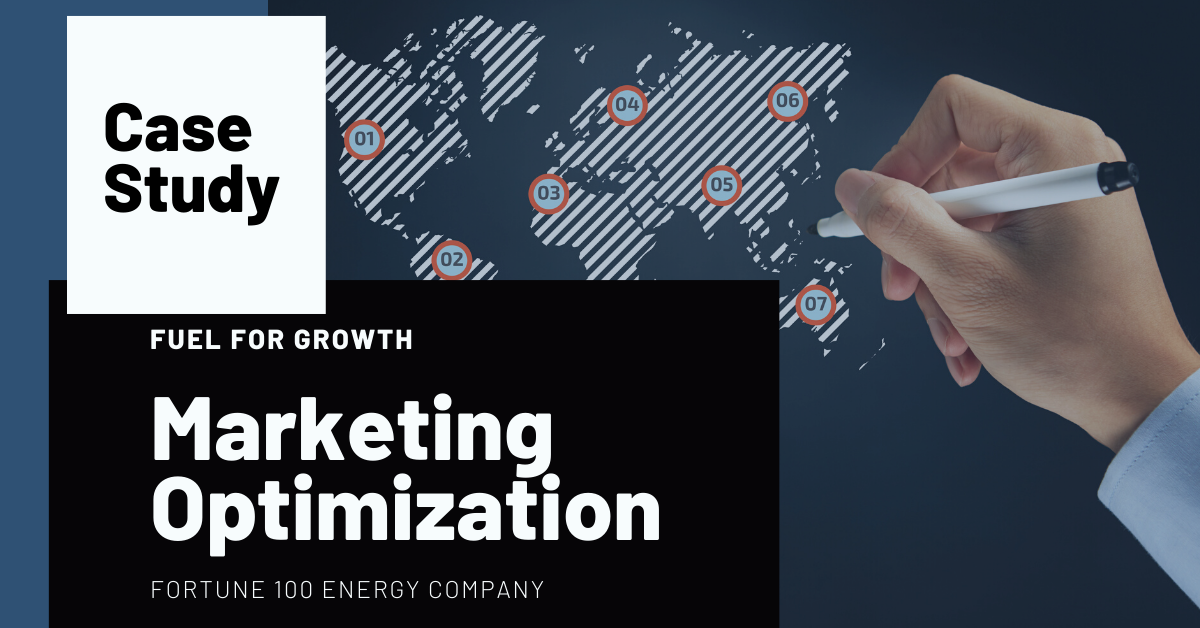 Case
Study
01
02
03
04
05
06
07
FUEL FOR GROWTH
Marketing
Optimization
FORTUNE 100 ENERGY COMPANY